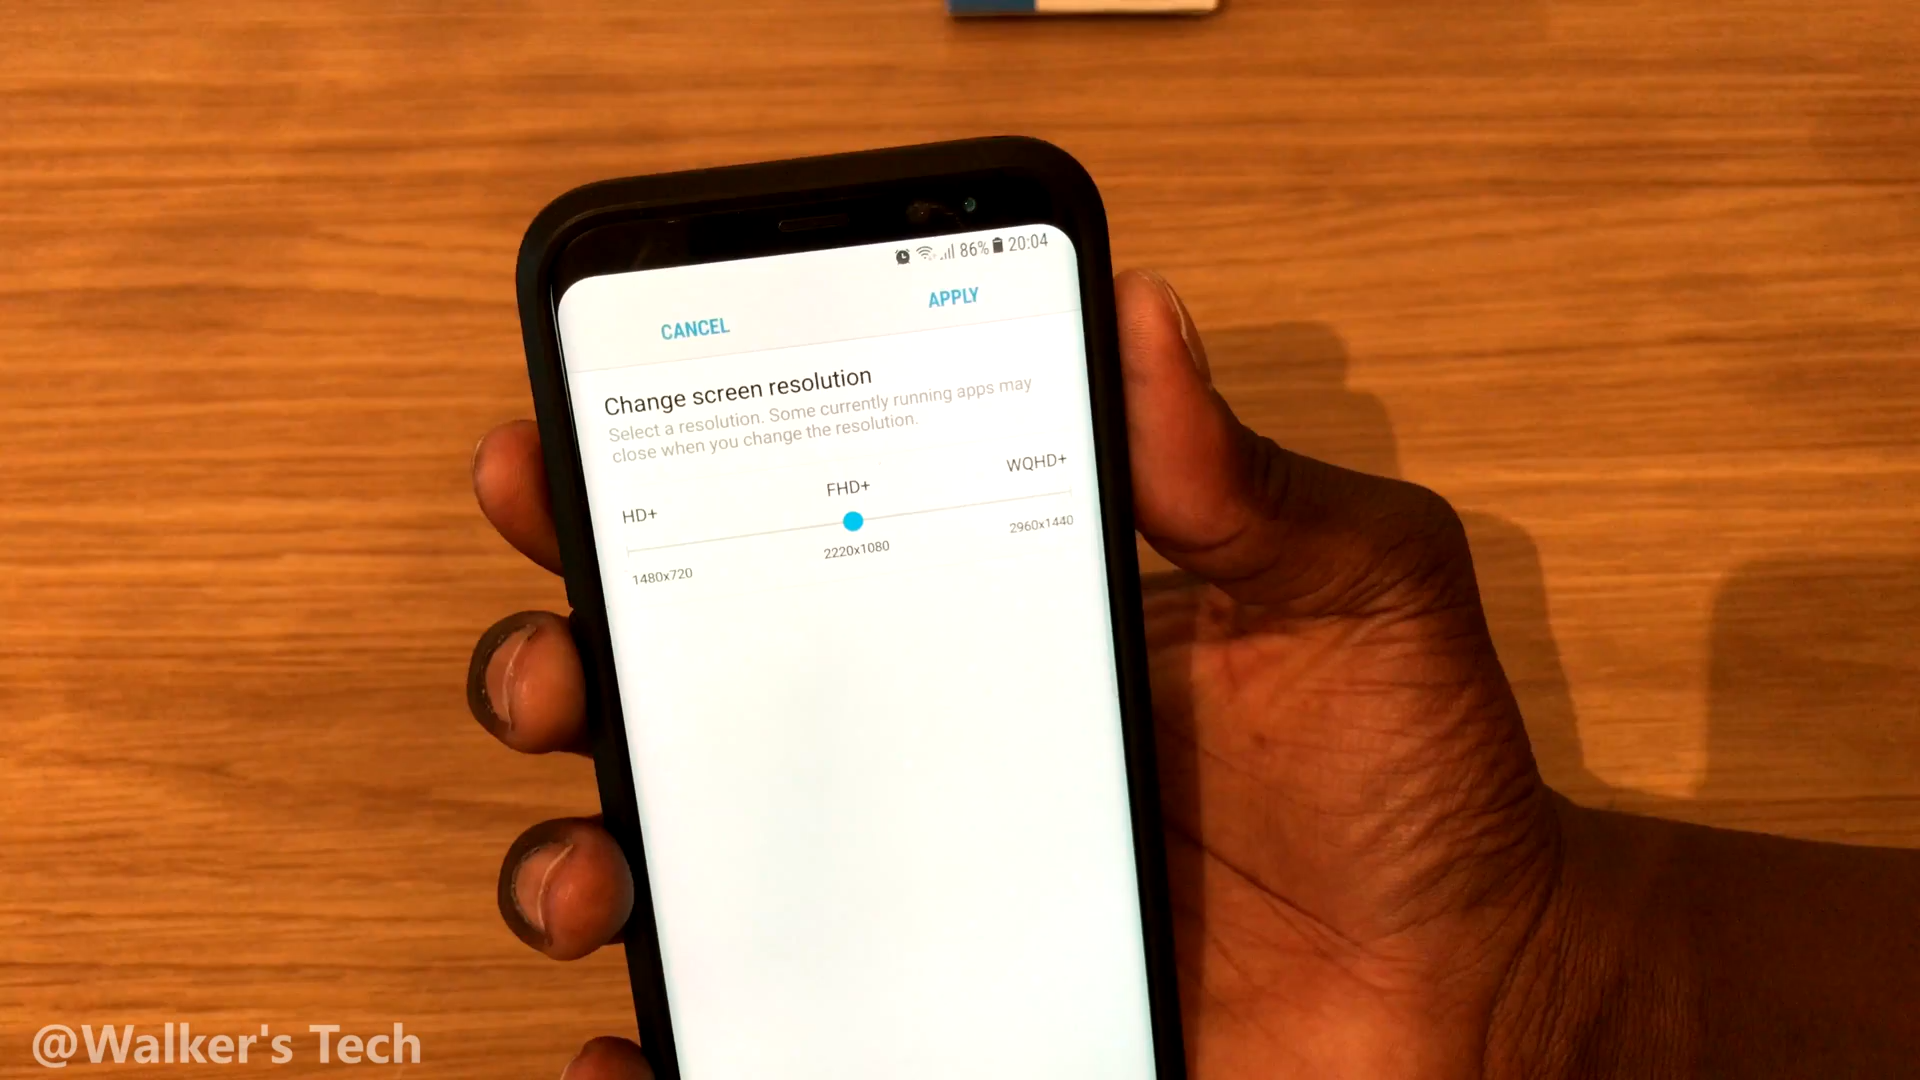 86% 20:04
CANCEL APPLY
Change screen resolution
Select a resolution. Some currently running apps may
close when you change the resolution.
HD+ FHD+ WQHD+
1480x720 2220x1080 2960x1440
@Walker's Tech